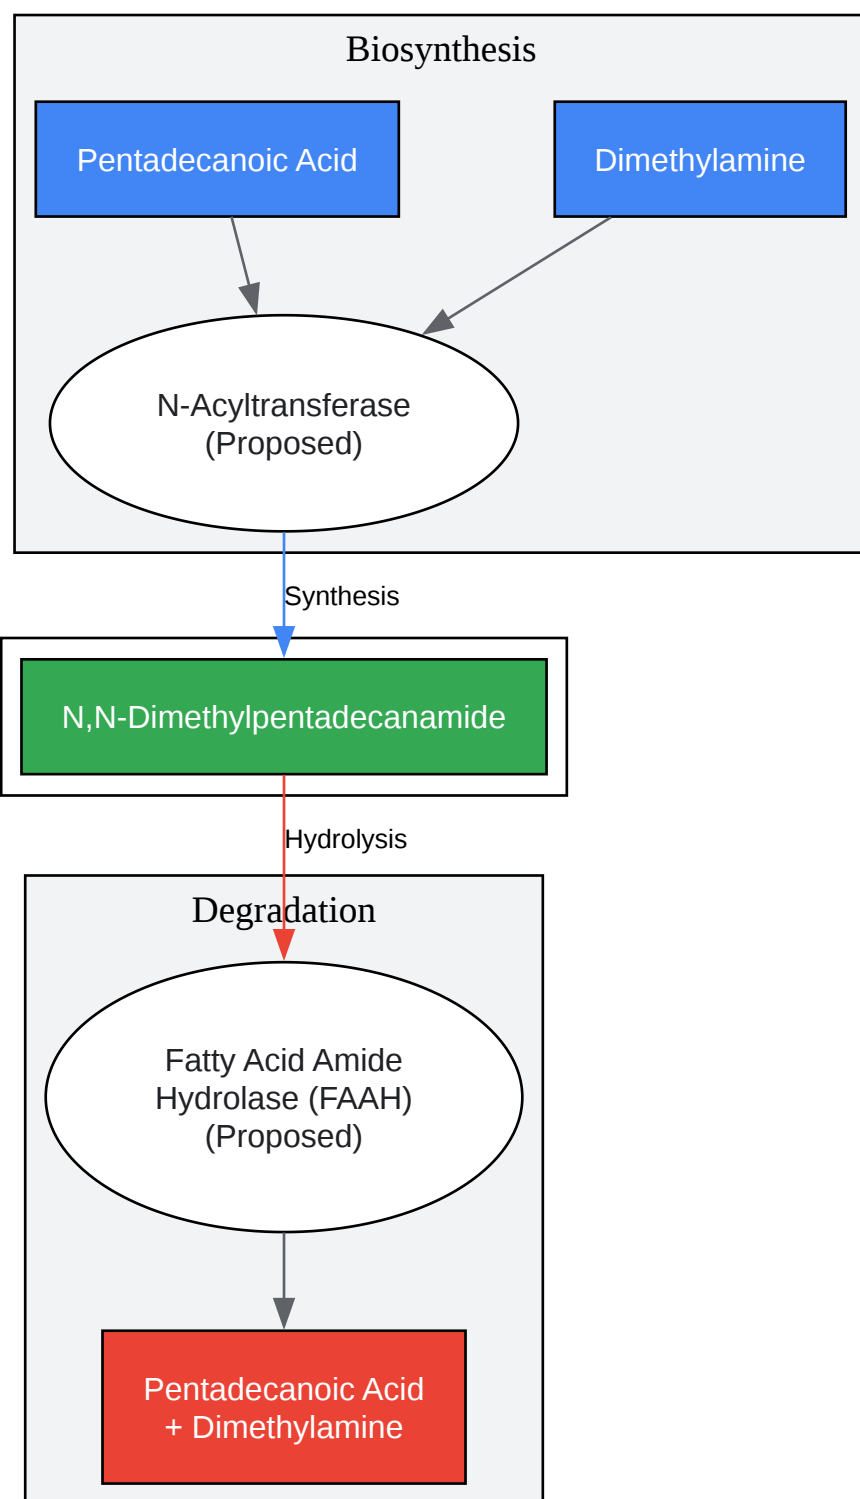 Biosynthesis
Pentadecanoic Acid
Dimethylamine
N-Acyltransferase
(Proposed)
Synthesis
N,N-Dimethylpentadecanamide
Hydrolysis
Degradation
Fatty Acid Amide
Hydrolase (FAAH)
(Proposed)
Pentadecanoic Acid
+ Dimethylamine